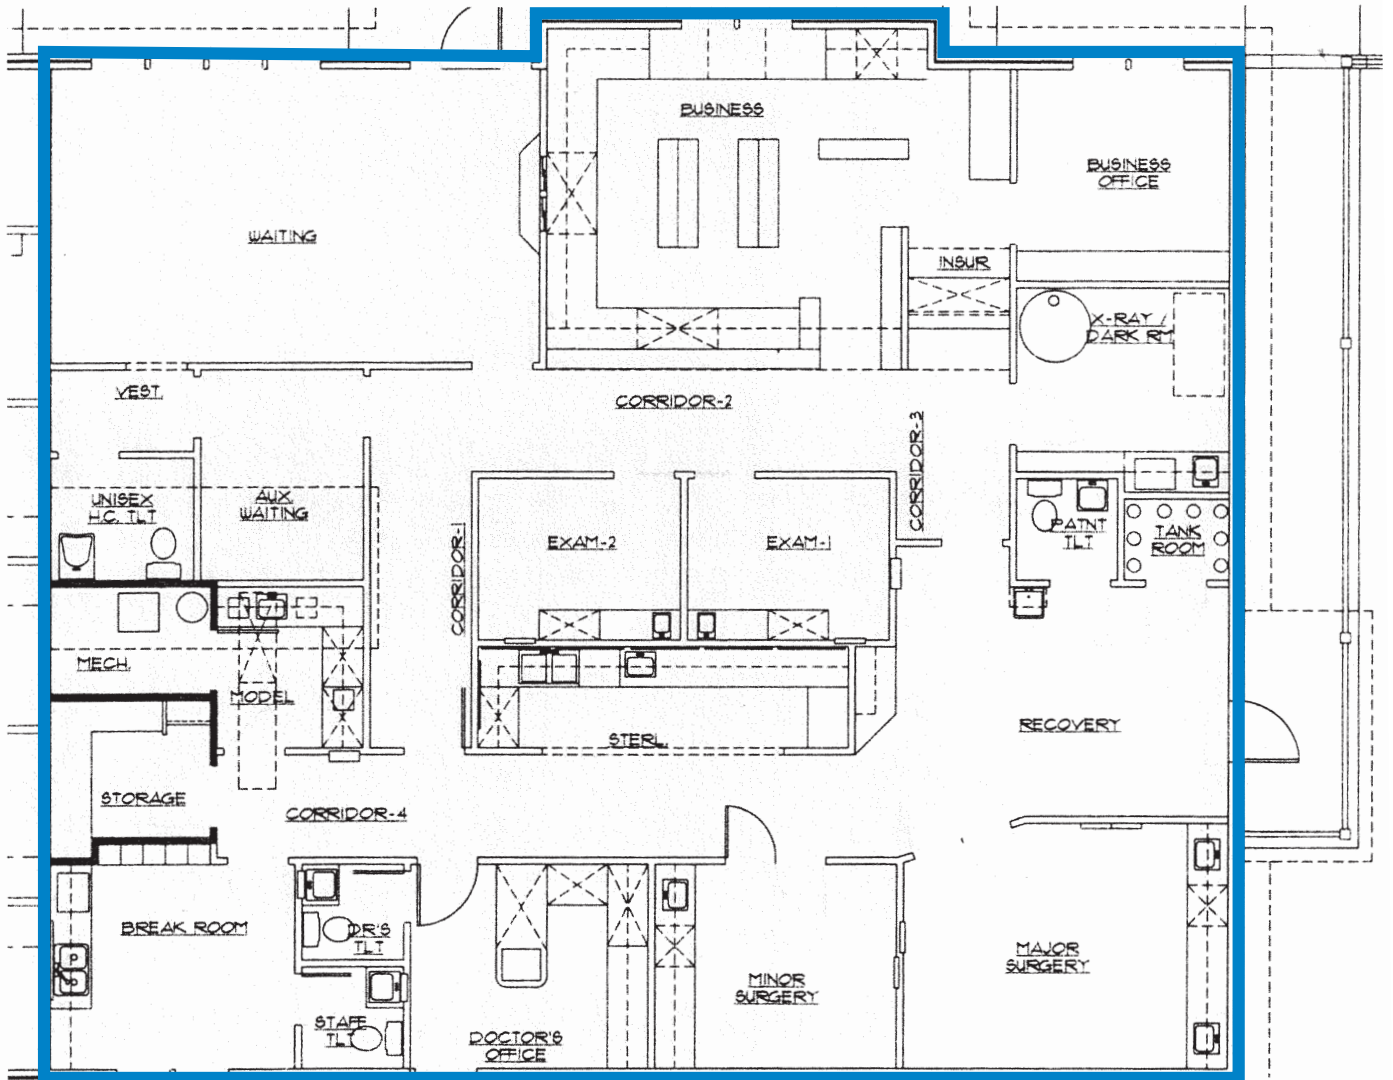 BUSINESS
BUSINESS
OFFICE
WAITING
INSUR
X-RAY /
DARK RM
VEST.
CORRIDOR-2
CORRIDOR-3
UNISEX
H.C. TLT
AUX.
WAITING
CORRIDOR-1
EXAM-2
EXAM-1
PATNT
TLT
TANK
ROOM
MECH.
MODEL
STERL.
RECOVERY
STORAGE
CORRIDOR-4
BREAK ROOM
DR'S
TLT
P
MINOR
SURGERY
MAJOR
SURGERY
STAFF
TLT
DOCTOR'S
OFFICE